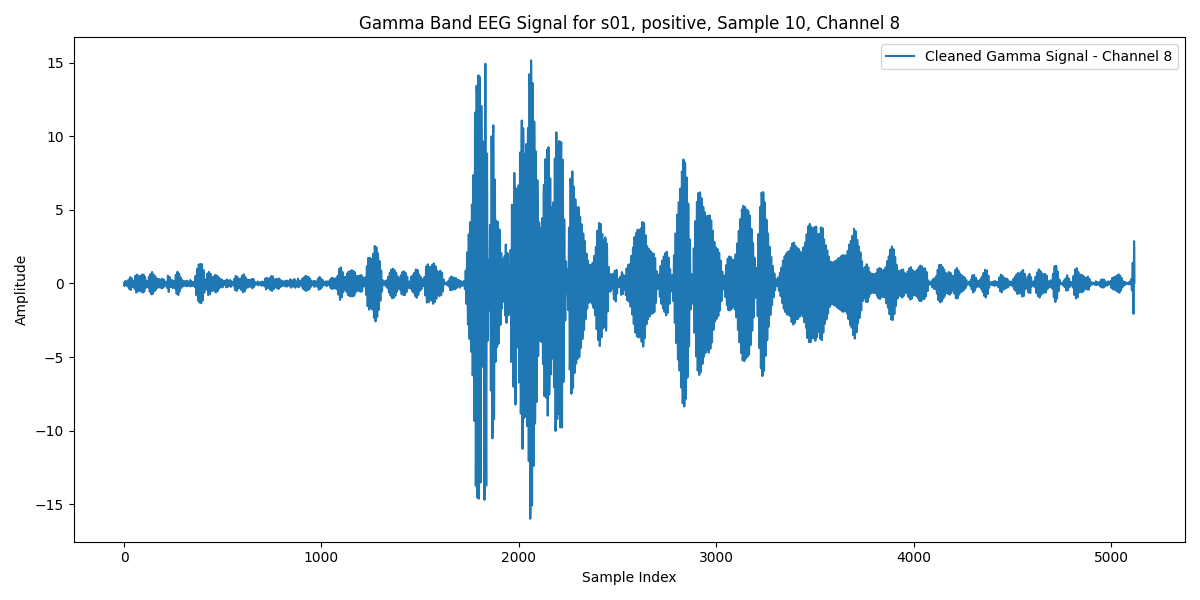 Gamma Band EEG Signal for s01, positive, Sample 10, Channel 8
Cleaned Gamma Signal - Channel 8
Amplitude
15
10
5
0
−5
−10
−15
0 1000 2000 3000 4000 5000
Sample Index